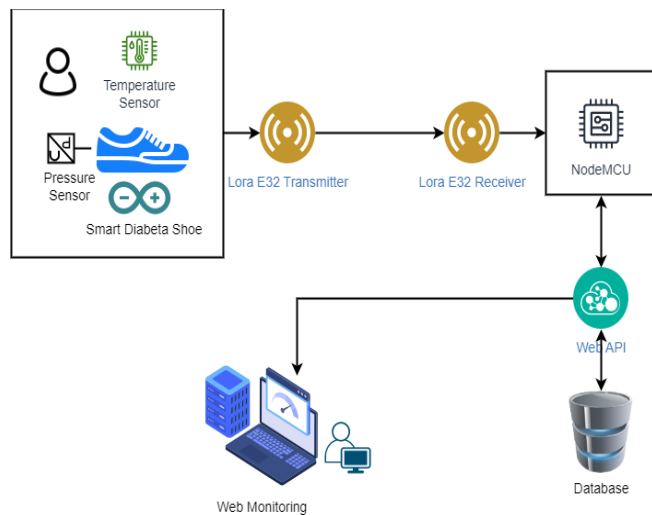 Temperature
Sensor
Pressure
Sensor
Smart Diabeta Shoe
Lora E32 Transmitter
Lora E32 Receiver
NodeMCU
Web API
Database
Web Monitoring